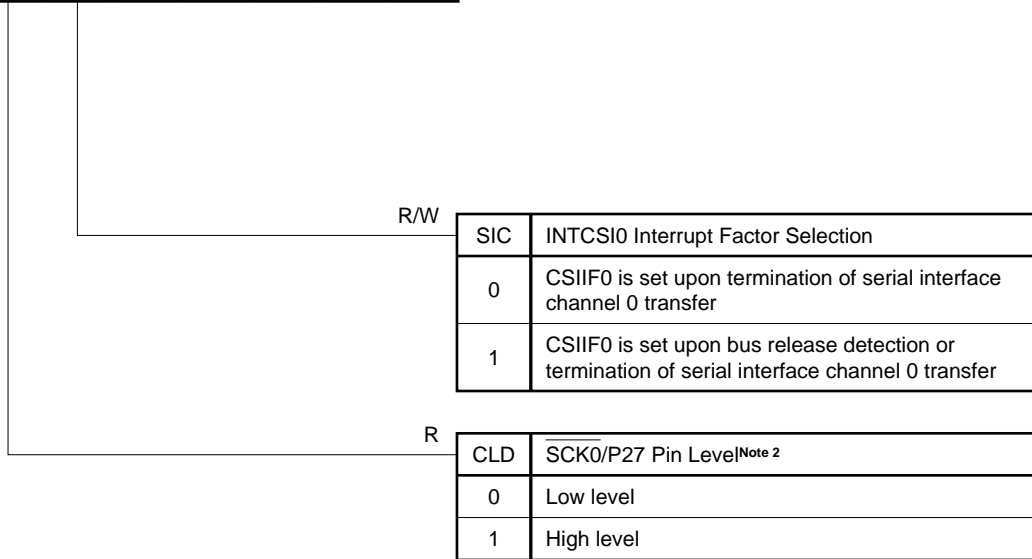 R/W
SIC INTCSI0 Interrupt Factor Selection
0 CSIIF0 is set upon termination of serial interface
channel 0 transfer
1 CSIIF0 is set upon bus release detection or
termination of serial interface channel 0 transfer
R
CLD SCK0/P27 Pin Level Note 2
0 Low level
1 High level